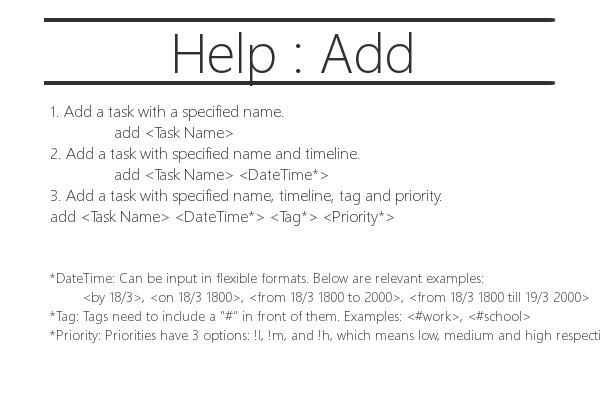 Help : Add
1. Add a task with a specified name.
add <Task Name>
2. Add a task with specified name and timeline.
add <Task Name> <DateTime*>
3. Add a task with specified name, timeline, tag and priority.
add <Task Name> <DateTime*> <Tag*> <Priority*>
*DateTime: Can be input in flexible formats. Below are relevant examples:
<by 18/3>, <on 18/3 1800>, <from 18/3 1800 to 2000>, <from 18/3 1800 till 19/3 2000>
*Tag: Tags need to include a "#" in front of them. Examples: <#work>, <#school>
*Priority: Priorities have 3 options: !l, !m, and !h, which means low, medium and high respecti